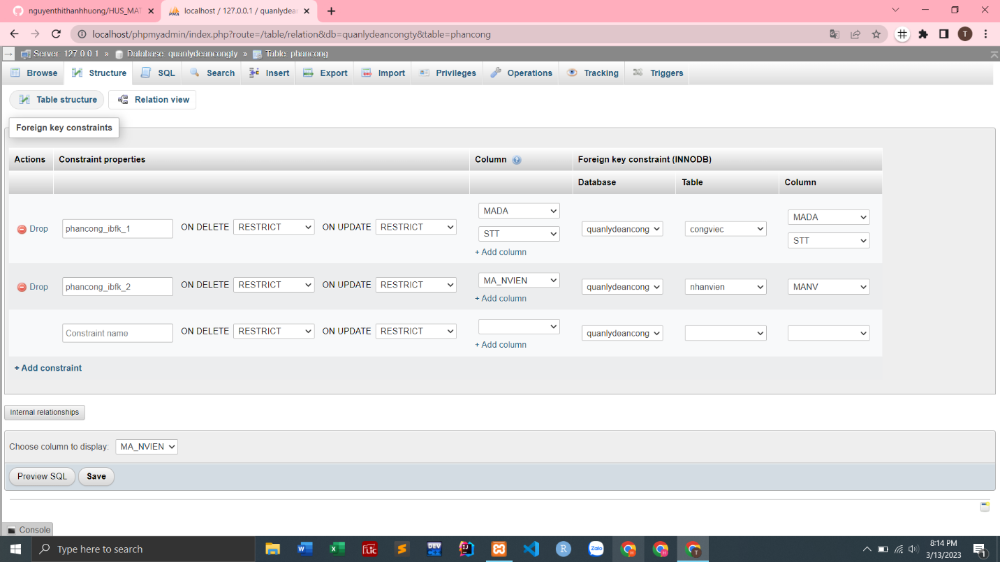 nguyenthithanhhuong/HUS_MAT
localhost / 127.0.0.1 / quanlydean
localhost/phpmyadmin/index.php?route=/table/relation&db=quanlydeancongty&table=phancong
T
Server: 127.0.0.1 » Database: quanlydeancongty » Table: phancong
Browse Structure SQL Search Insert Export Import Privileges Operations Tracking Triggers
Table structure Relation view
Foreign key constraints
Actions Constraint properties Column Foreign key constraint (INNODB)
Database Table Column
Drop phancong_ibfk_1 ON DELETE RESTRICT ON UPDATE RESTRICT MADA quanlydeancong congviec MADA
STT STT
+ Add column
Drop phancong_ibfk_2 ON DELETE RESTRICT ON UPDATE RESTRICT MA_NVIEN quanlydeancong nhanvien MANV
+ Add column
Constraint name ON DELETE RESTRICT ON UPDATE RESTRICT quanlydeancong
+ Add column
+ Add constraint
Internal relationships
Choose column to display: MA_NVIEN
Preview SQL Save
Console
Type here to search
8:14 PM
3/13/2023
1